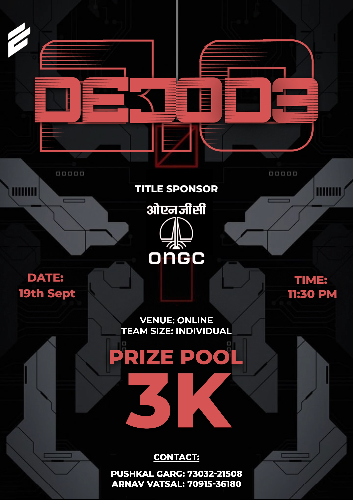 DECODE
TITLE SPONSOR
ओएनजीसी
ONGC
DATE:
19th Sept
TIME:
11:30 PM
VENUE: ONLINE
TEAM SIZE: INDIVIDUAL
PRIZE POOL
3K
CONTACT:
PUSHKAL GARG: 73032-21508
ARNAV VATSAL: 70915-36180